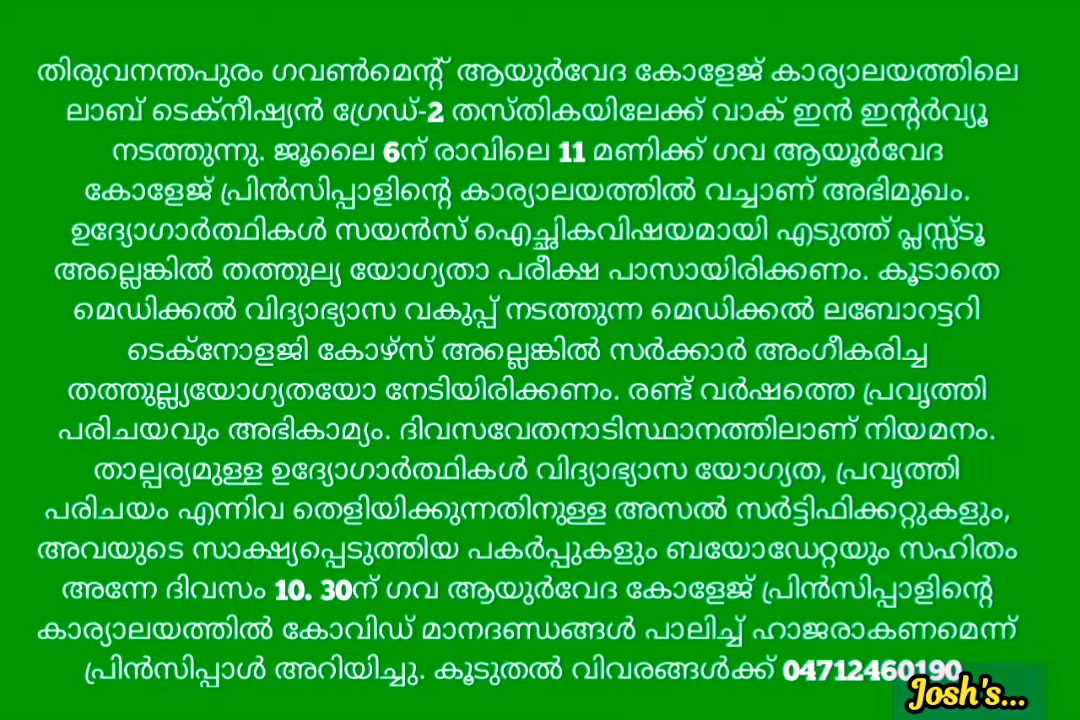 തിരുവനന്തപുരം ഗവൺമെന്റ് ആയുർവേദ കോളേജ് കാര്യാലയത്തിലെ
ലാബ് ടെക്നീഷ്യൻ ഗ്രേഡ്-2 തസ്തികയിലേക്ക് വാക് ഇൻ ഇന്റർവ്യൂ
നടത്തുന്നു. ജൂലൈ 6ന് രാവിലെ 11 മണിക്ക് ഗവ ആയൂർവേദ
കോളേജ് പ്രിൻസിപ്പാളിന്റെ കാര്യാലയത്തിൽ വച്ചാണ് അഭിമുഖം.
ഉദ്യോഗാർത്ഥികൾ സയൻസ് ഐച്ഛികവിഷയമായി എടുത്ത് പ്ലസ്സ്ടൂ
അല്ലെങ്കിൽ തത്തുല്യ യോഗ്യതാ പരീക്ഷ പാസായിരിക്കണം. കൂടാതെ
മെഡിക്കൽ വിദ്യാഭ്യാസ വകുപ്പ് നടത്തുന്ന മെഡിക്കൽ ലബോറട്ടറി
ടെക്നോളജി കോഴ്സ് അല്ലെങ്കിൽ സർക്കാർ അംഗീകരിച്ച
തത്തുല്ല്യയോഗ്യതയോ നേടിയിരിക്കണം. രണ്ട് വർഷത്തെ പ്രവൃത്തി
പരിചയവും അഭികാമ്യം. ദിവസവേതനാടിസ്ഥാനത്തിലാണ് നിയമനം.
താല്പര്യമുള്ള ഉദ്യോഗാർത്ഥികൾ വിദ്യാഭ്യാസ യോഗ്യത, പ്രവൃത്തി
പരിചയം എന്നിവ തെളിയിക്കുന്നതിനുള്ള അസൽ സർട്ടിഫിക്കറ്റുകളും,
അവയുടെ സാക്ഷ്യപ്പെടുത്തിയ പകർപ്പുകളും ബയോഡേറ്റയും സഹിതം
അന്നേ ദിവസം 10. 30ന് ഗവ ആയുർവേദ കോളേജ് പ്രിൻസിപ്പാളിന്റെ
കാര്യാലയത്തിൽ കോവിഡ് മാനദണ്ഡങ്ങൾ പാലിച്ച് ഹാജരാകണമെന്ന്
പ്രിൻസിപ്പാൾ അറിയിച്ചു. കൂടുതൽ വിവരങ്ങൾക്ക് 04712460190
Josh's...